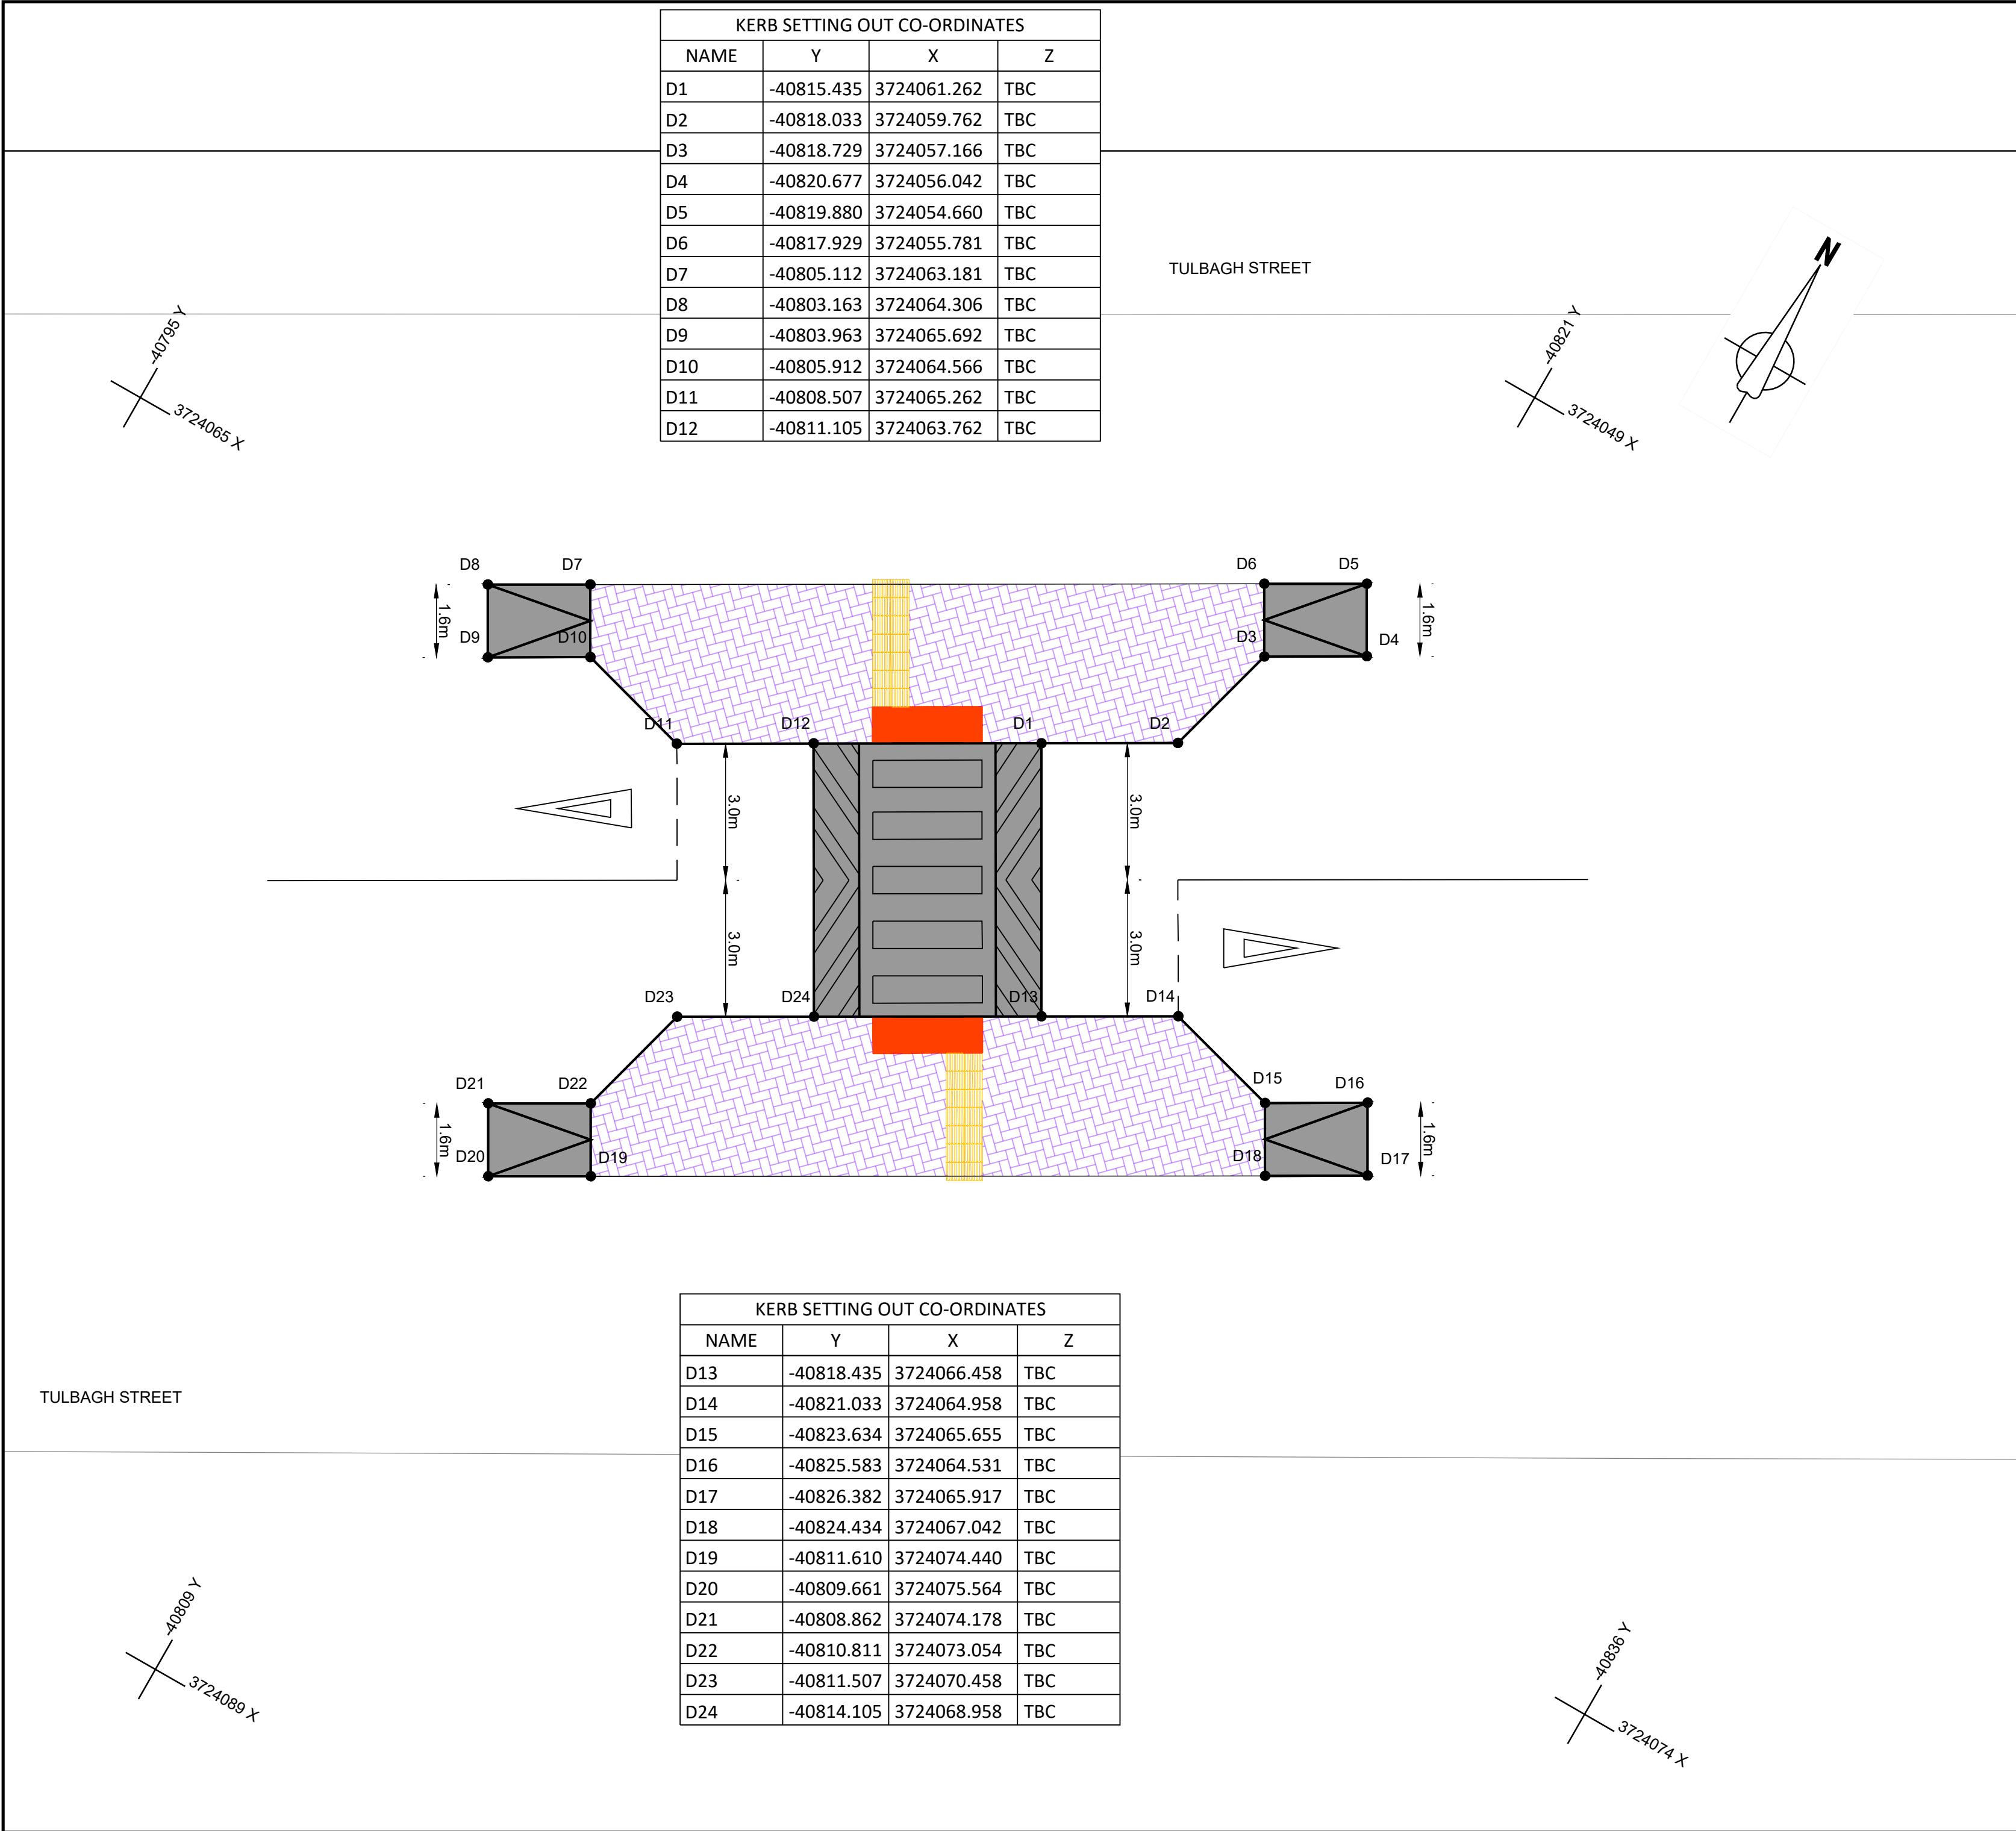 KERB SETTING OUT CO-ORDINATES
NAME Y X Z
D1 -40815.435 3724061.262 TBC
D2 -40818.033 3724059.762 TBC
D3 -40818.729 3724057.166 TBC
D4 -40820.677 3724056.042 TBC
D5 -40819.880 3724054.660 TBC
D6 -40817.929 3724055.781 TBC
D7 -40805.112 3724063.181 TBC
D8 -40803.163 3724064.306 TBC
D9 -40803.963 3724065.692 TBC
D10 -40805.912 3724064.566 TBC
D11 -40808.507 3724065.262 TBC
D12 -40811.105 3724063.762 TBC
TULBAGH STREET
N
-40795 Y
3724065 X
-40821 Y
3724049 X
D8 D7 D6 D5
1.6m 1.6m
D9 D10 D3 D4
D11 D12 D1 D2
3.0m 3.0m
3.0m 3.0m
D23 D24 D13 D14
D21 D22 D15 D16
1.6m 1.6m
D20 D19 D18 D17
KERB SETTING OUT CO-ORDINATES
NAME Y X Z
D13 -40818.435 3724066.458 TBC
D14 -40821.033 3724064.958 TBC
D15 -40823.634 3724065.655 TBC
D16 -40825.583 3724064.531 TBC
D17 -40826.382 3724065.917 TBC
D18 -40824.434 3724067.042 TBC
D19 -40811.610 3724074.440 TBC
D20 -40809.661 3724075.564 TBC
D21 -40808.862 3724074.178 TBC
D22 -40810.811 3724073.054 TBC
D23 -40811.507 3724070.458 TBC
D24 -40814.105 3724068.958 TBC
TULBAGH STREET
-40809 Y
3724089 X
-40836 Y
3724074 X